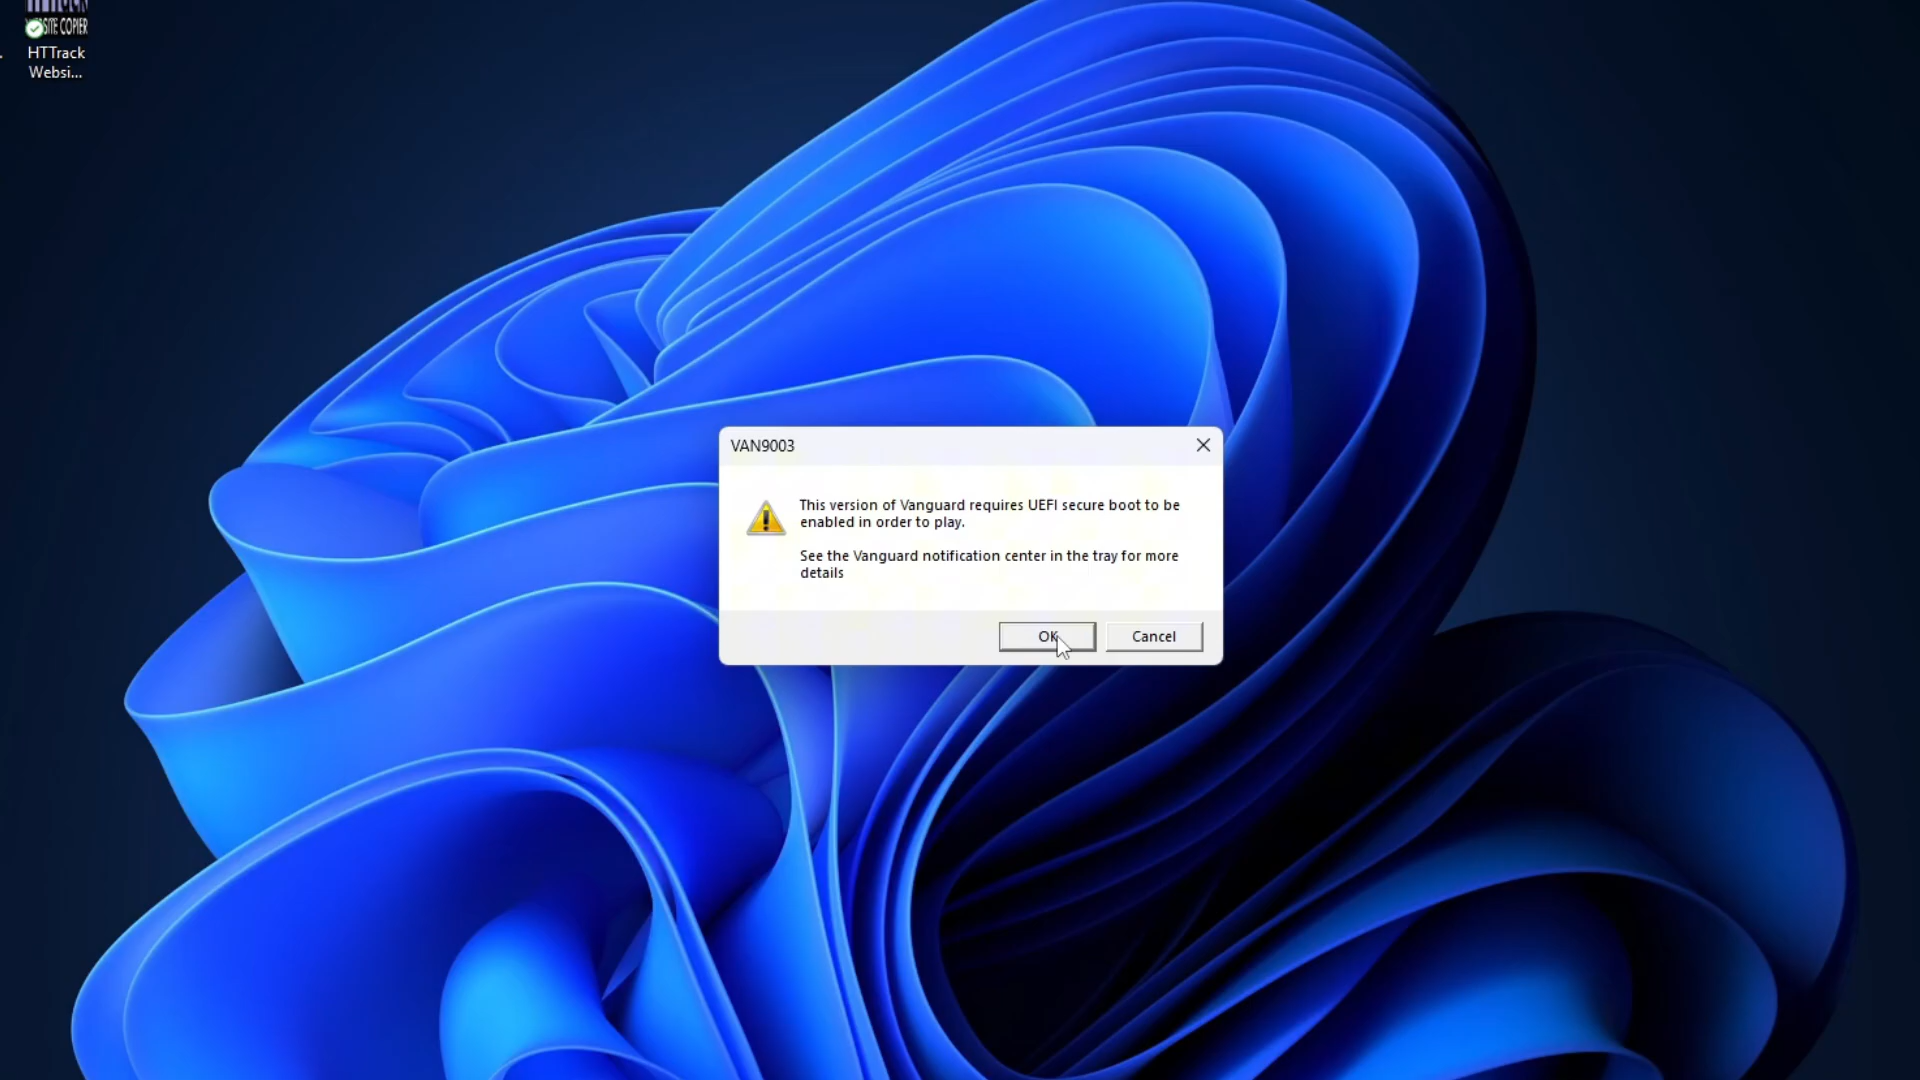 HTTrack
Websi...
VAN9003
This version of Vanguard requires UEFI secure boot to be
enabled in order to play.
See the Vanguard notification center in the tray for more
details
OK
Cancel